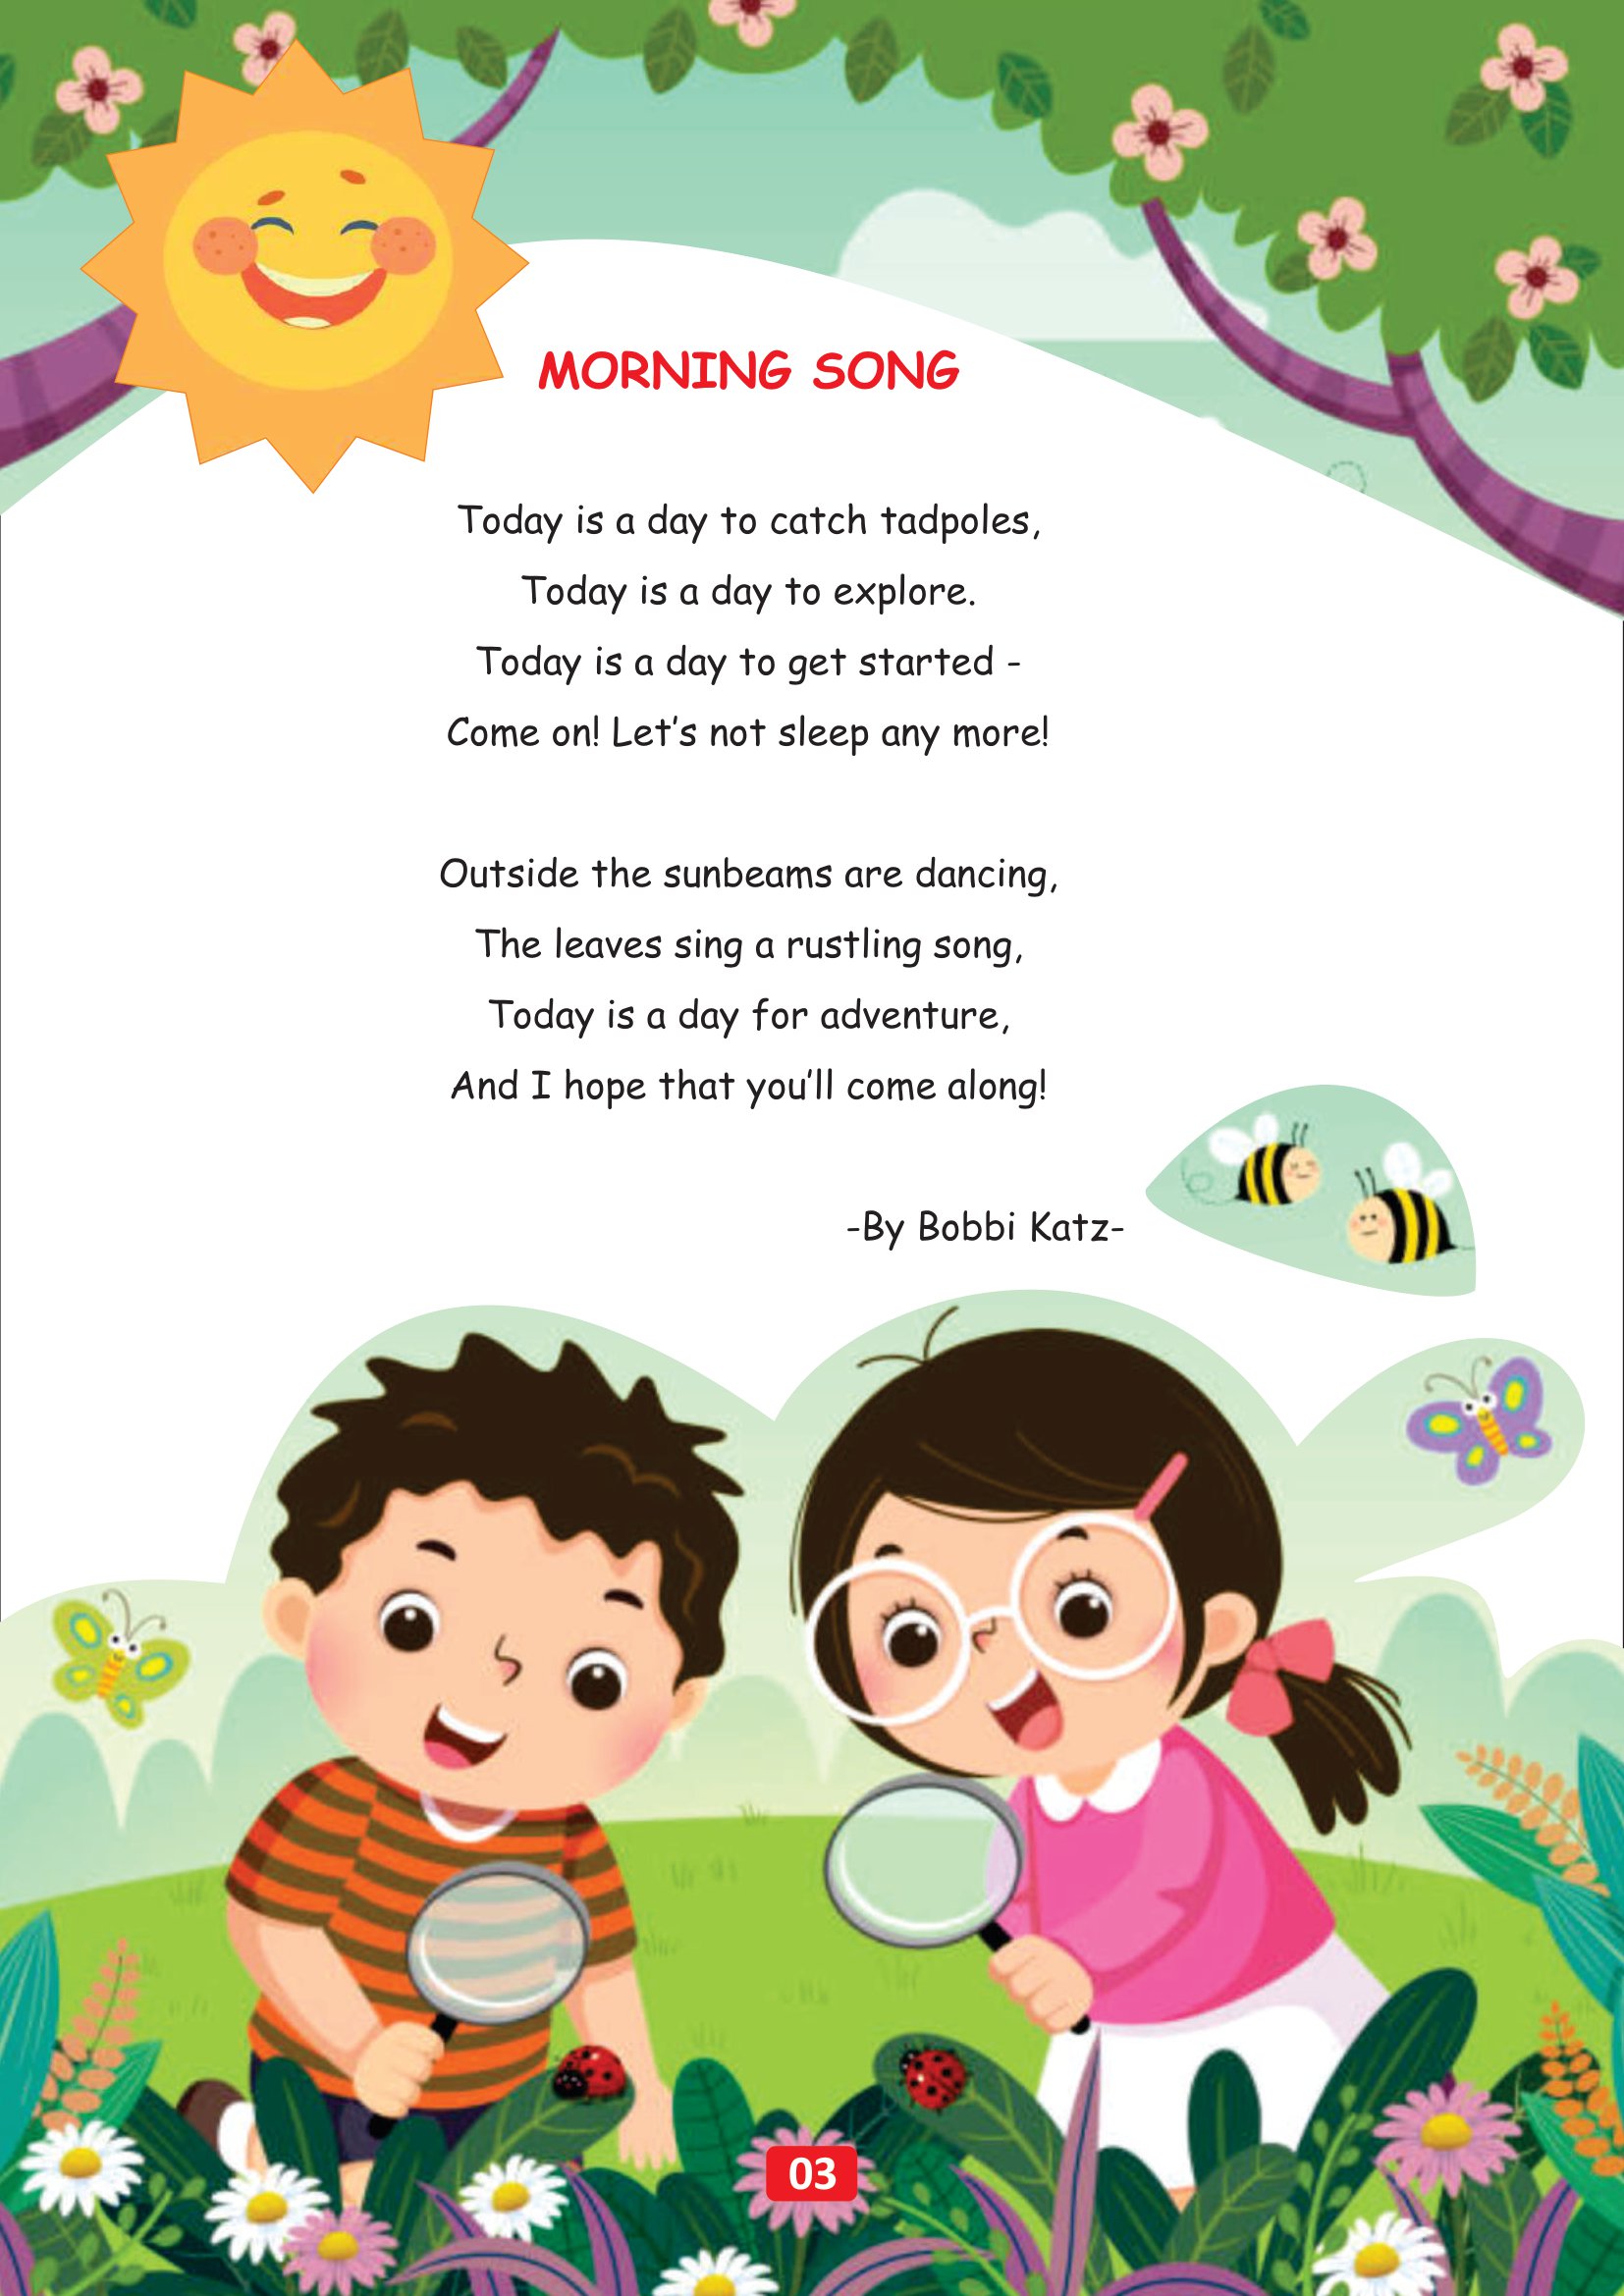 MORNING SONG
Today is a day to catch tadpoles,
Today is a day to explore.
Today is a day to get started -
Come on! Let's not sleep any more!
Outside the sunbeams are dancing,
The leaves sing a rustling song,
Today is a day for adventure,
And I hope that you'll come along!
-By Bobbi Katz-
03